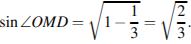 sin ∠OMD = √(1 − 1/3) = √(2/3).